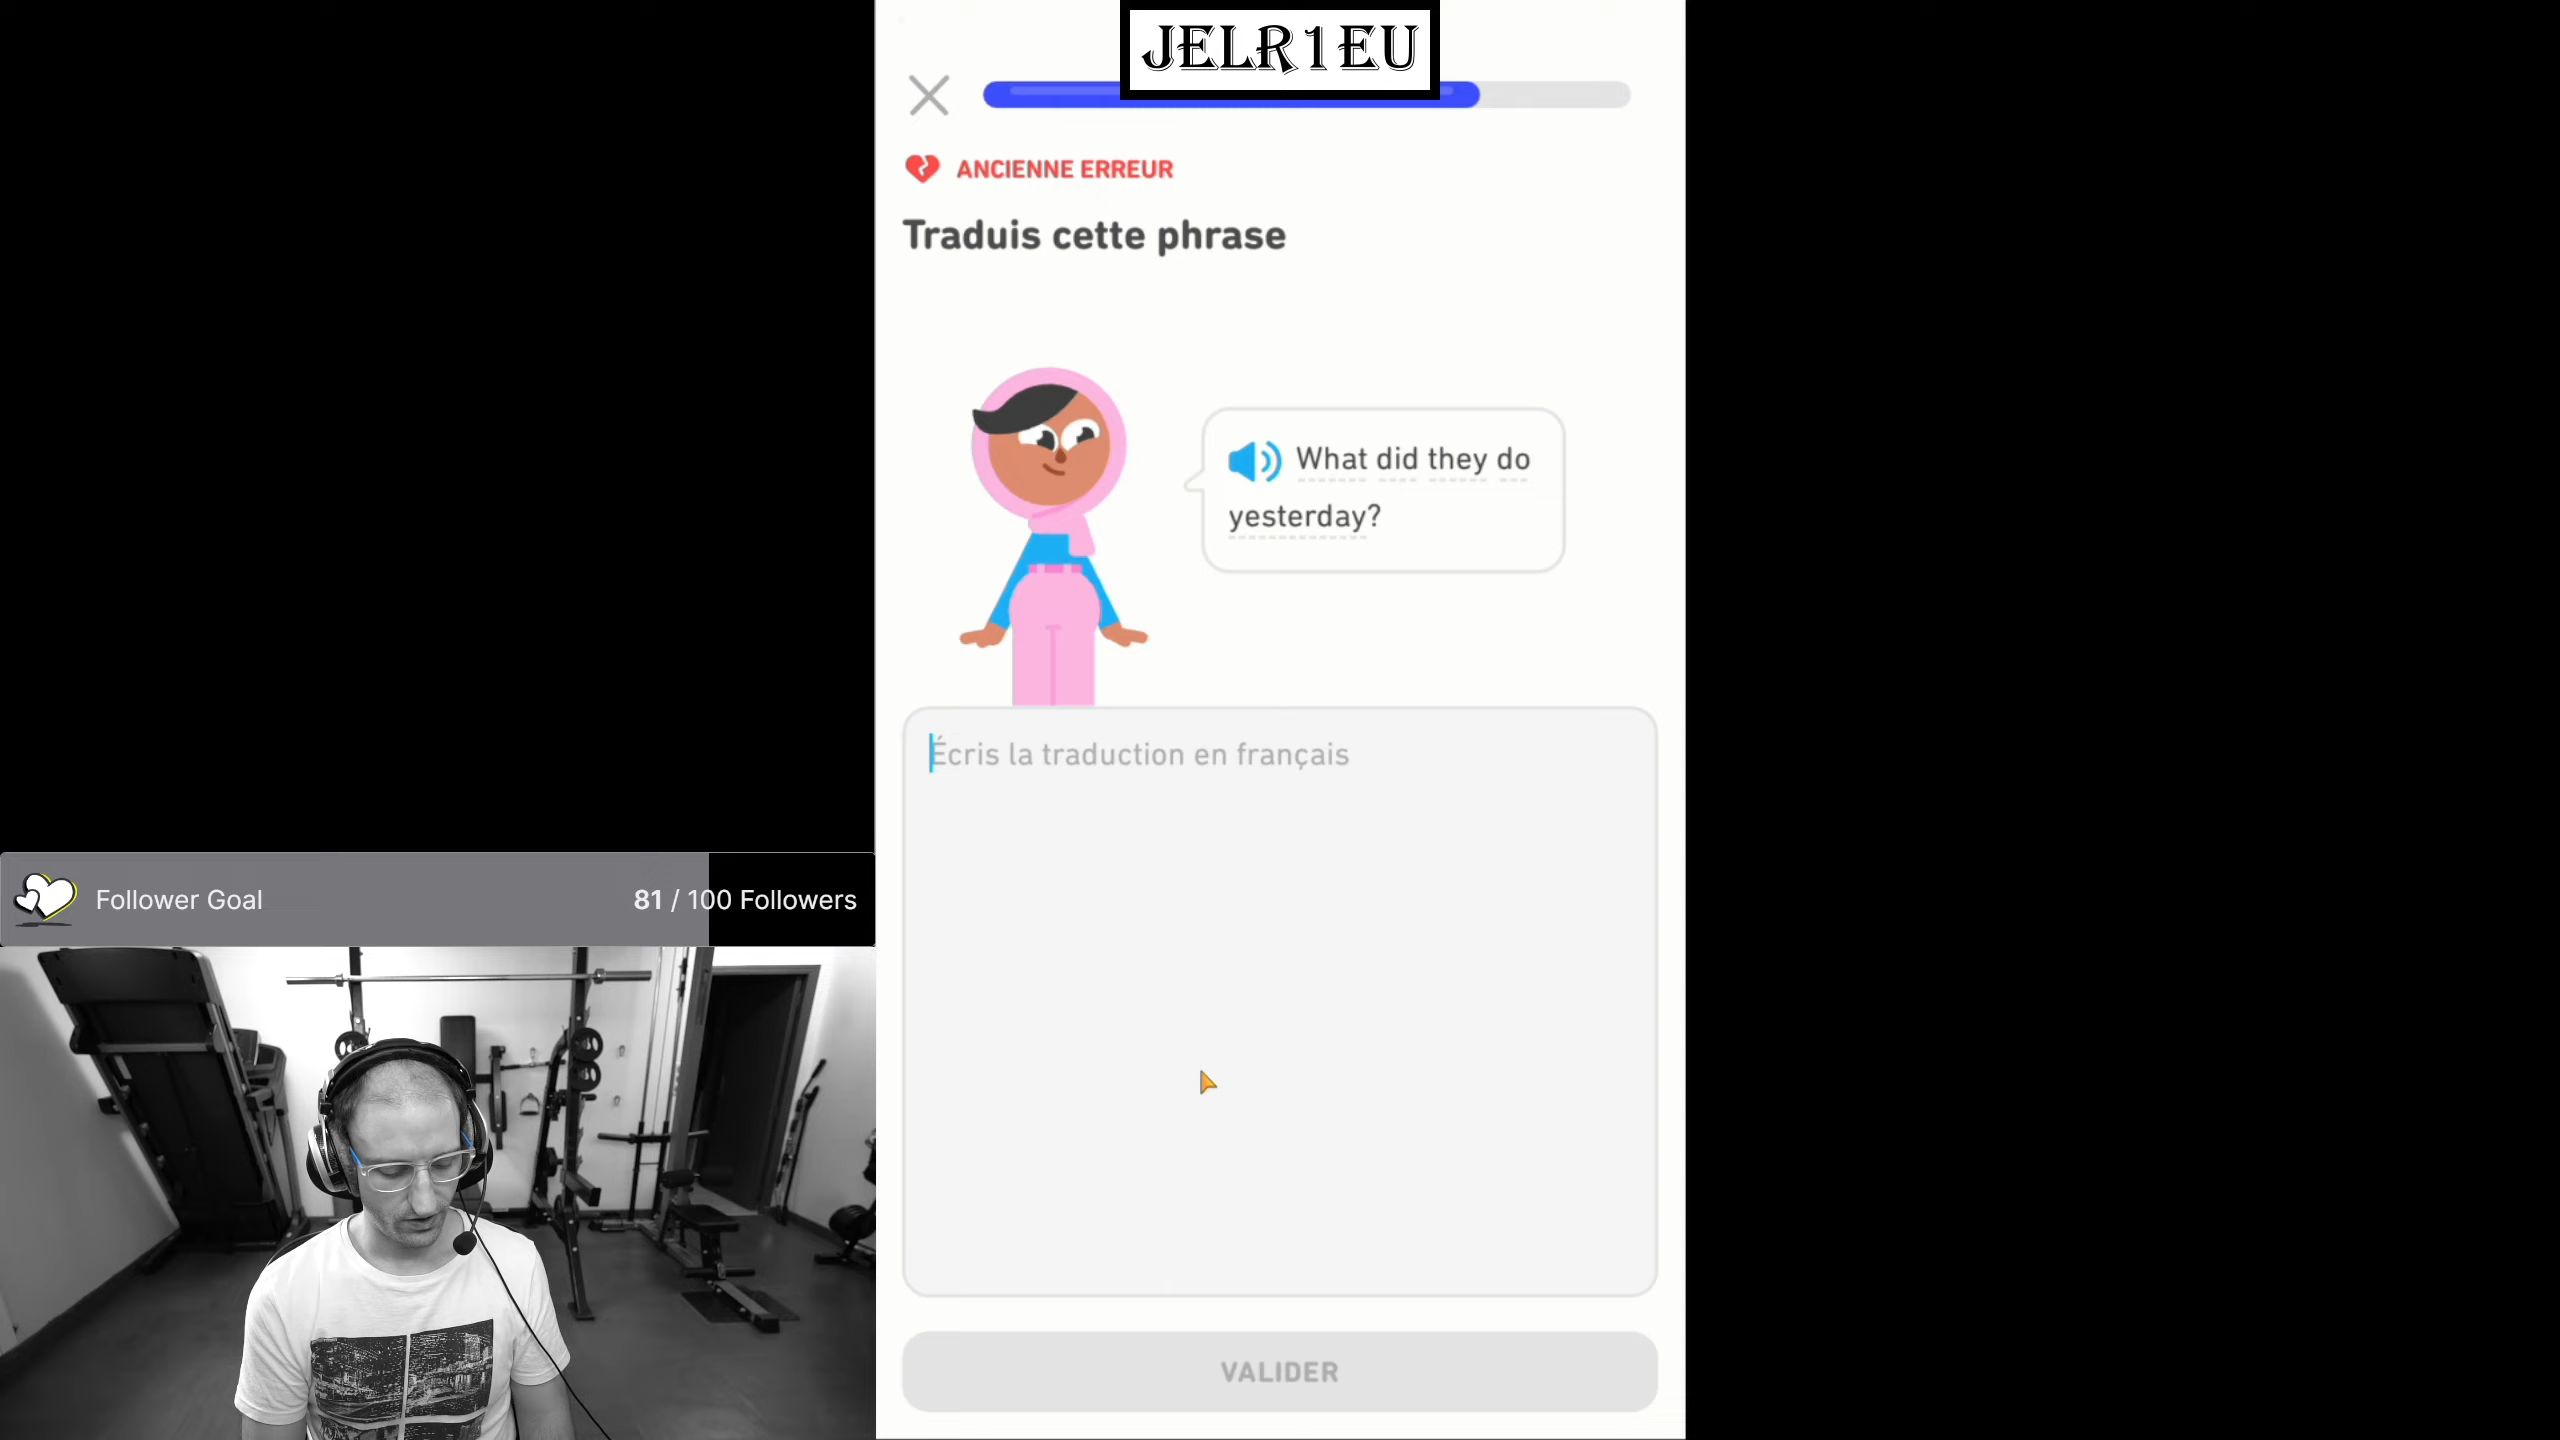 JELR1EU
ANCIENNE ERREUR
Traduis cette phrase
What did they do
yesterday?
Écris la traduction en français
Follower Goal
81 / 100 Followers
VALIDER